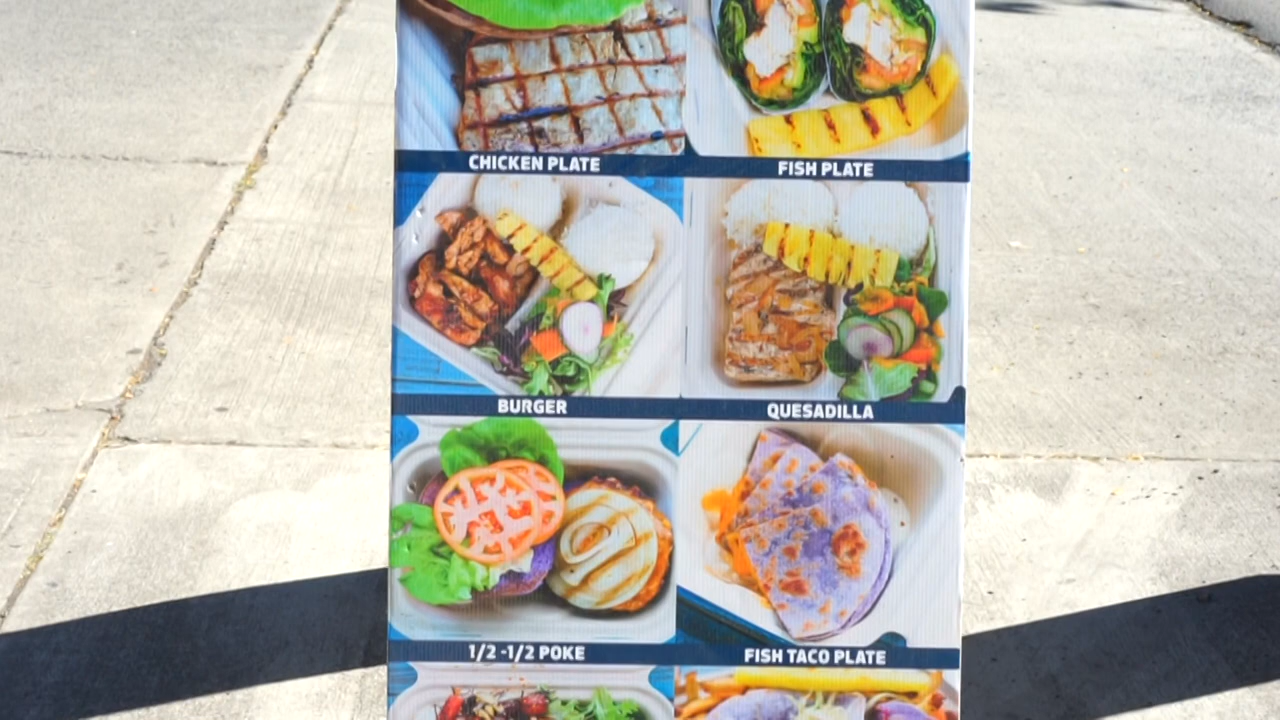 CHICKEN PLATE
FISH PLATE
BURGER
QUESADILLA
1/2 -1/2 POKE
FISH TACO PLATE